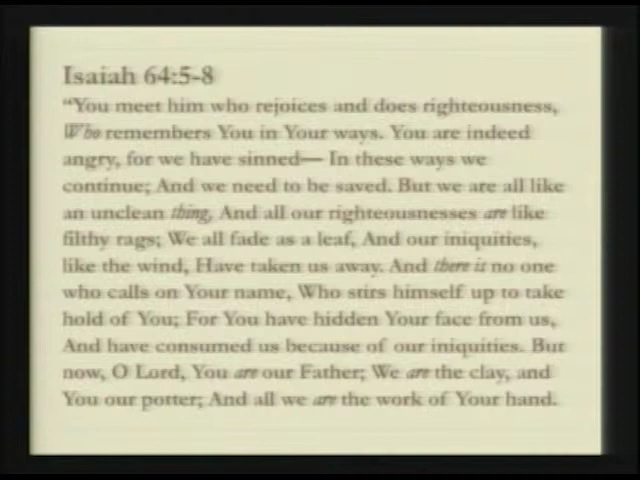 Isaiah 64:5-8
“You meet him who rejoices and does righteousness,
Who remembers You in Your ways. You are indeed
angry, for we have sinned— In these ways we
continue; And we need to be saved. But we are all like
an unclean thing, And all our righteousnesses are like
filthy rags; We all fade as a leaf, And our iniquities,
like the wind, Have taken us away. And there is no one
who calls on Your name, Who stirs himself up to take
hold of You; For You have hidden Your face from us,
And have consumed us because of our iniquities. But
now, O Lord, You are our Father; We are the clay, and
You our potter; And all we are the work of Your hand.